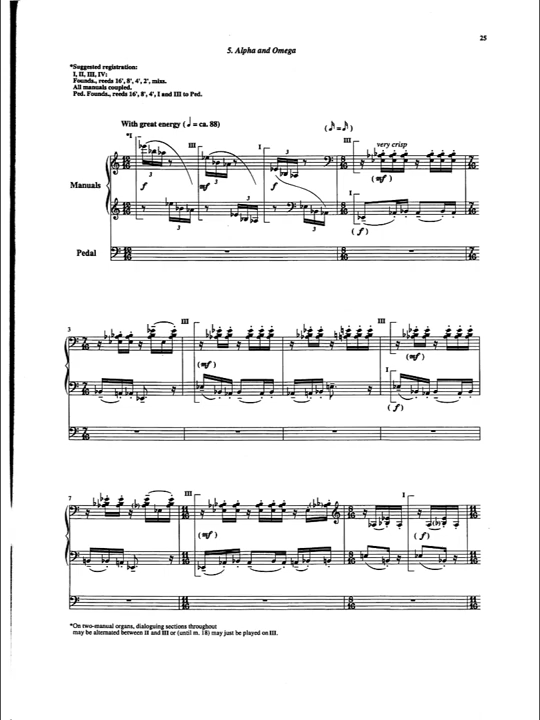 25
5. Alpha and Omega
*Suggested registration:
I, II, III, IV:
Founds., reeds 16', 8', 4', 2', mixs.
All manuals coupled.
Ped. Founds., reeds 16', 8', 4', I and III to Ped.
With great energy (♩ = ca. 88)
(♪=♪)
*I
III
I
III
very crisp
3
3
3
(mf)
Manuals
f
mf
f
I
3
3
3
(f)
Pedal
3
III
III
(mf)
(mf)
I
(f)
7
III
I
(mf)
(f)
*On two-manual organs, dialoguing sections throughout
may be alternated between II and III or (until m. 18) may just be played on III.